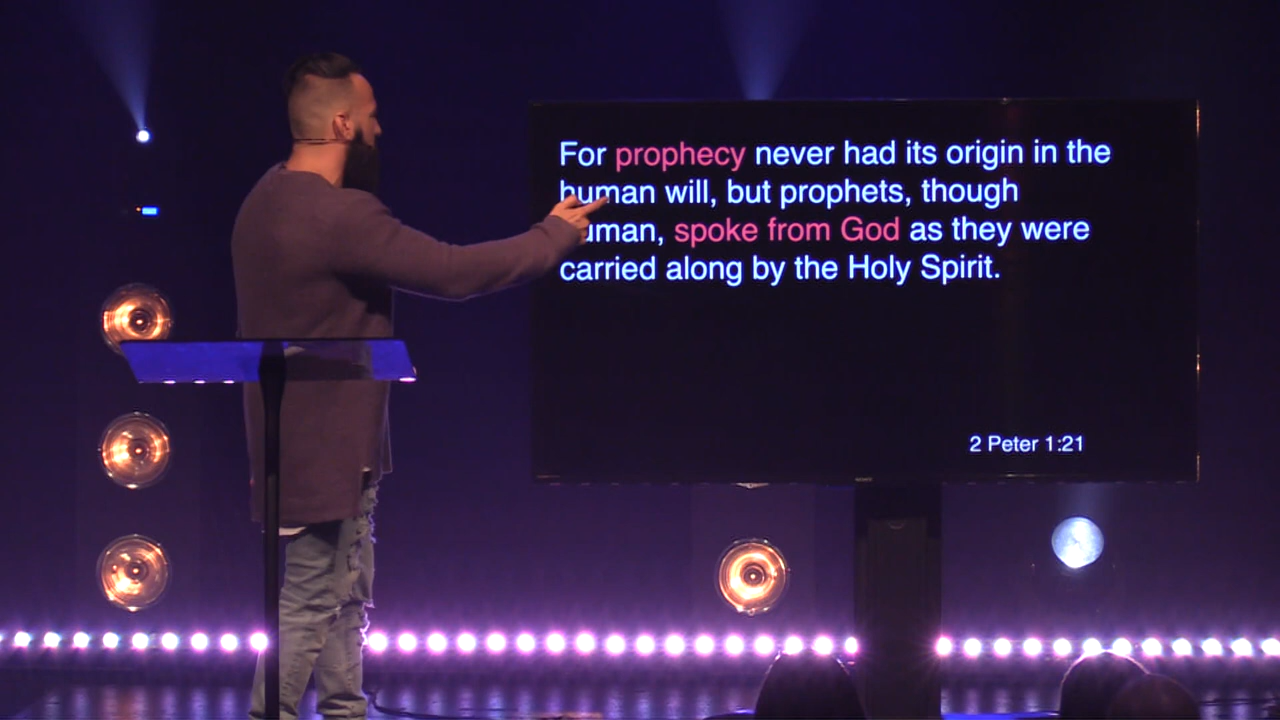 For prophecy never had its origin in the
human will, but prophets, though
uman, spoke from God as they were
carried along by the Holy Spirit.
2 Peter 1:21
SONY